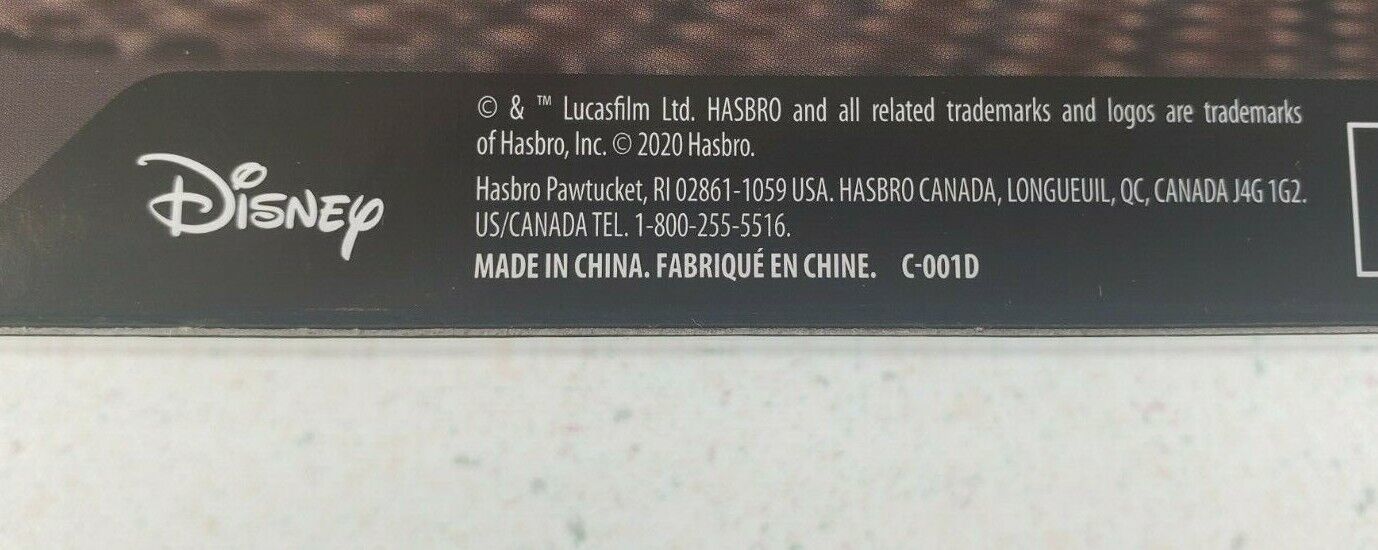 Disney
© & ™ Lucasfilm Ltd. HASBRO and all related trademarks and logos are trademarks
of Hasbro, Inc. © 2020 Hasbro.
Hasbro Pawtucket, RI 02861-1059 USA. HASBRO CANADA, LONGUEUIL, QC, CANADA J4G 1G2.
US/CANADA TEL. 1-800-255-5516.
MADE IN CHINA. FABRIQUÉ EN CHINE. C-001D